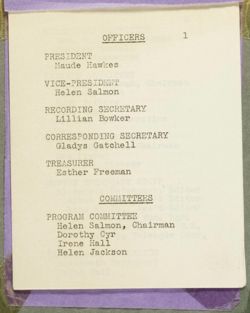 OFFICERS 1
PRESIDENT
Maude Hawkes
VICE-PRESIDENT
Helen Salmon
RECORDING SECRETARY
Lillian Bowker
CORRESPONDING SECRETARY
Gladys Gatchell
TREASURER
Esther Freeman
COMMITTEES
PROGRAM COMMITTEE
Helen Salmon, Chairman
Dorothy Cyr
Irene Hall
Helen Jackson